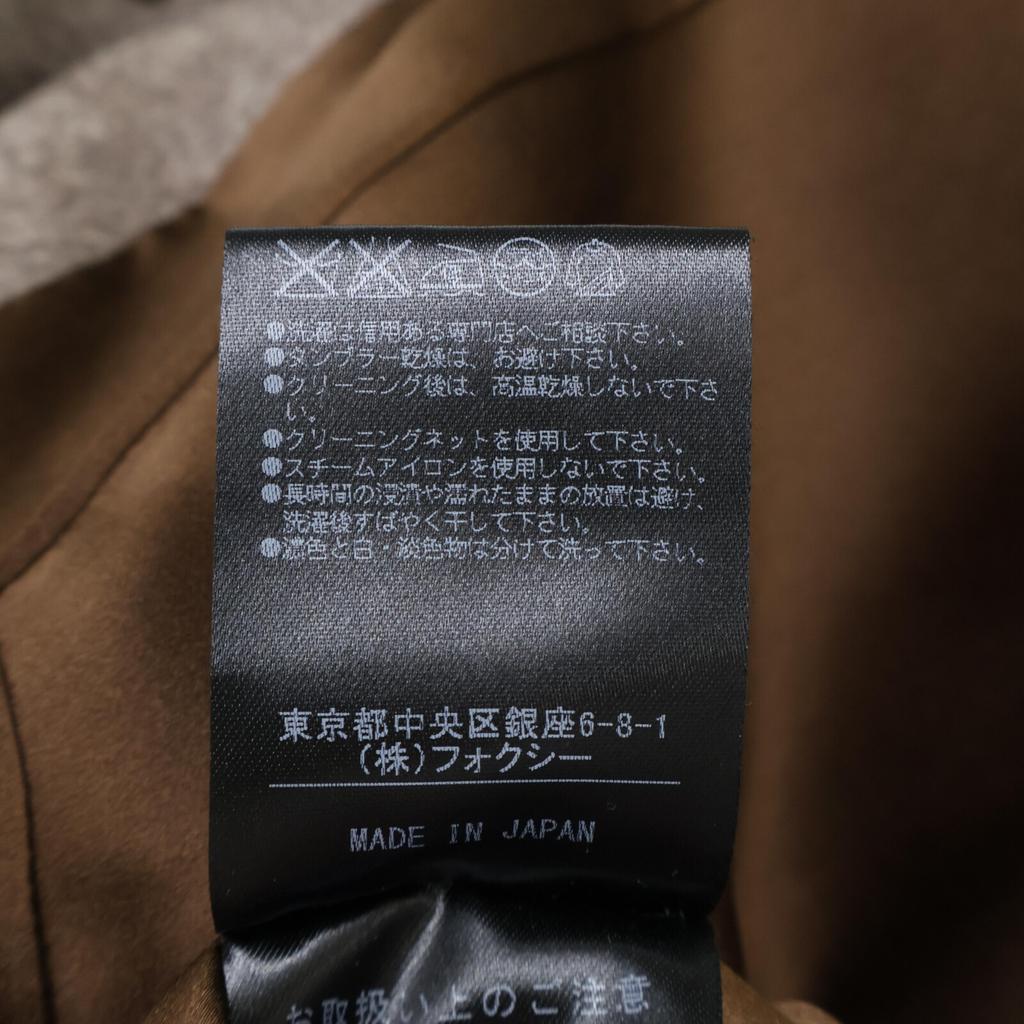 ●洗濯は信用ある専門店へご相談下さい。
●タンブラー乾燥は、お避け下さい。
●クリーニング後は、高温乾燥しないで下さ
い。
●クリーニングネットを使用して下さい。
●スチームアイロンを使用しないで下さい。
●長時間の浸漬や濡れたままの放置は避け、
洗濯後すばやく干して下さい。
●濃色と白・淡色物は分けて洗って下さい。
東京都中央区銀座6-8-1
(株)フォクシー
MADE IN JAPAN
お取扱い上のご注意